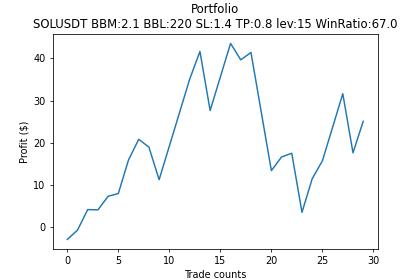 Portfolio
SOLUSDT BBM:2.1 BBL:220 SL:1.4 TP:0.8 lev:15 WinRatio:67.0
40
30
20
10
0
Profit ($)
0 5 10 15 20 25 30
Trade counts